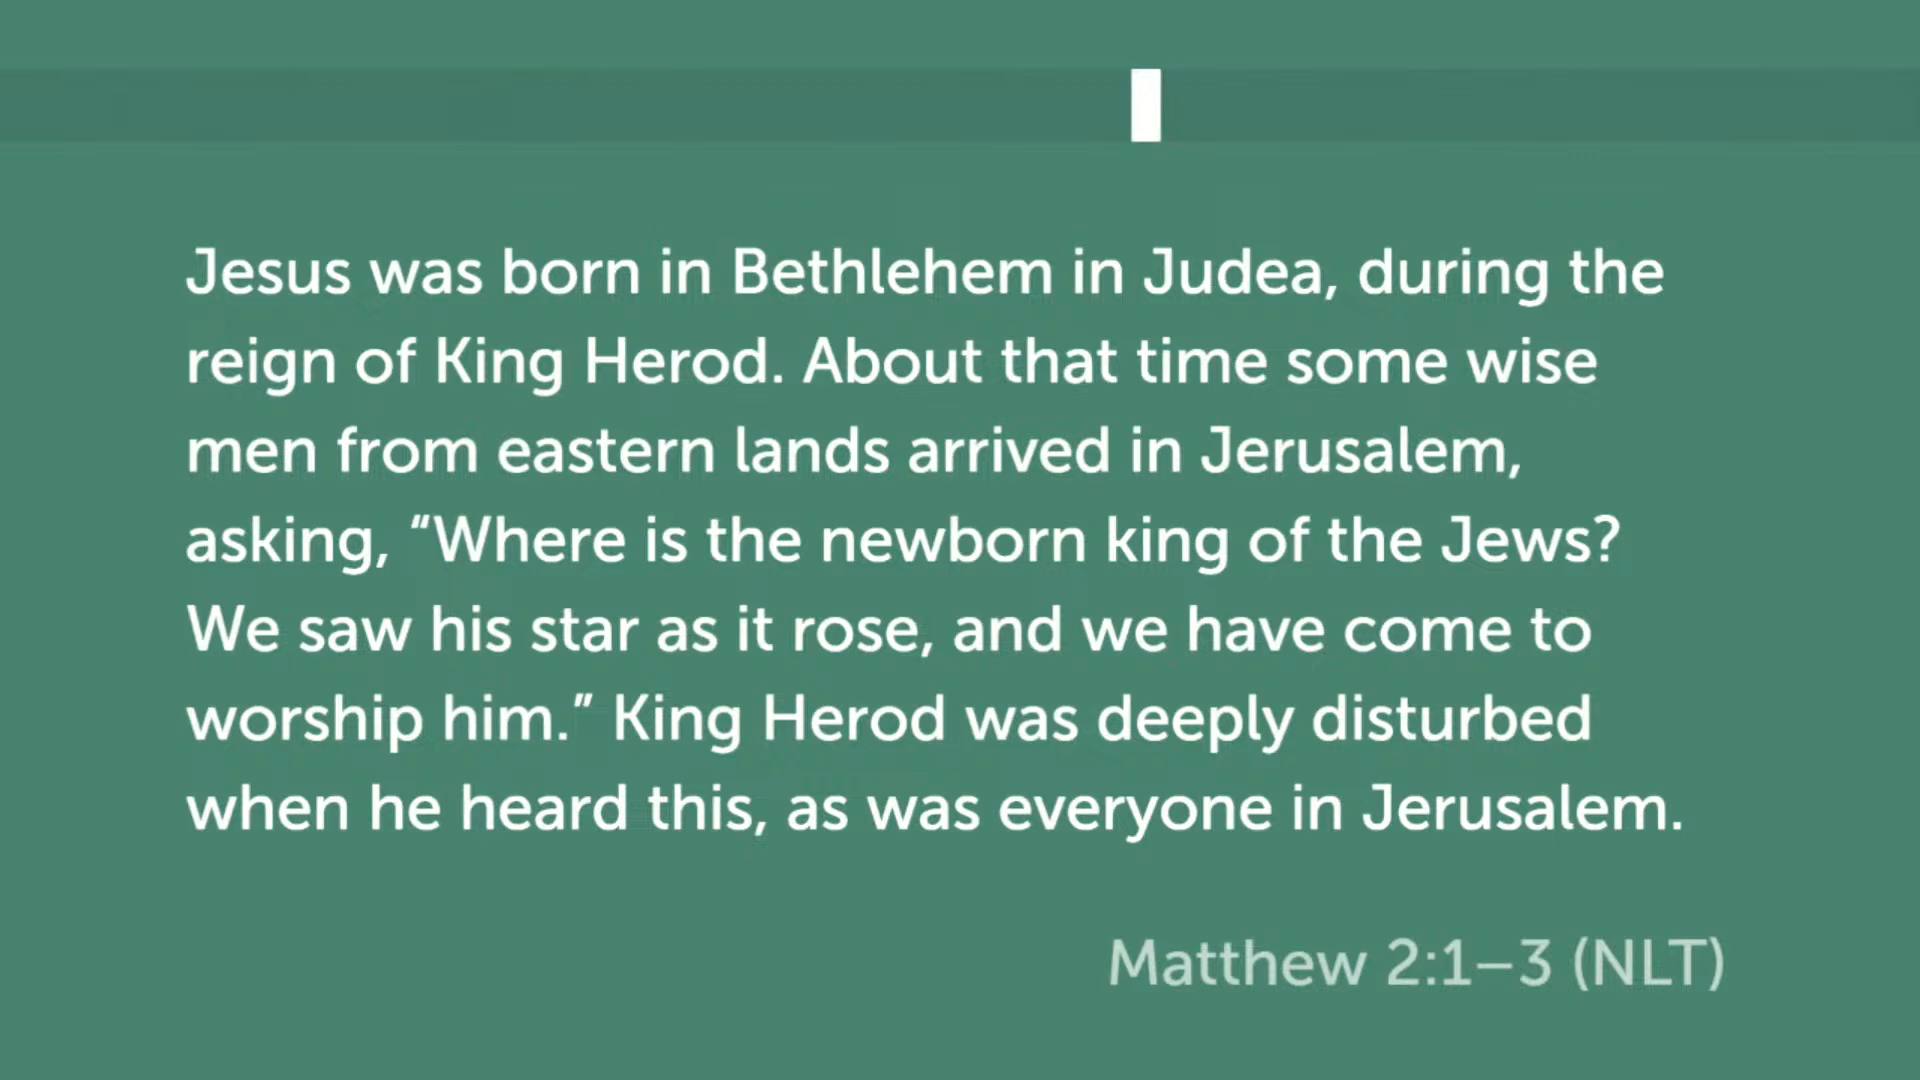 Jesus was born in Bethlehem in Judea, during the
reign of King Herod. About that time some wise
men from eastern lands arrived in Jerusalem,
asking, “Where is the newborn king of the Jews?
We saw his star as it rose, and we have come to
worship him.” King Herod was deeply disturbed
when he heard this, as was everyone in Jerusalem.
Matthew 2:1–3 (NLT)